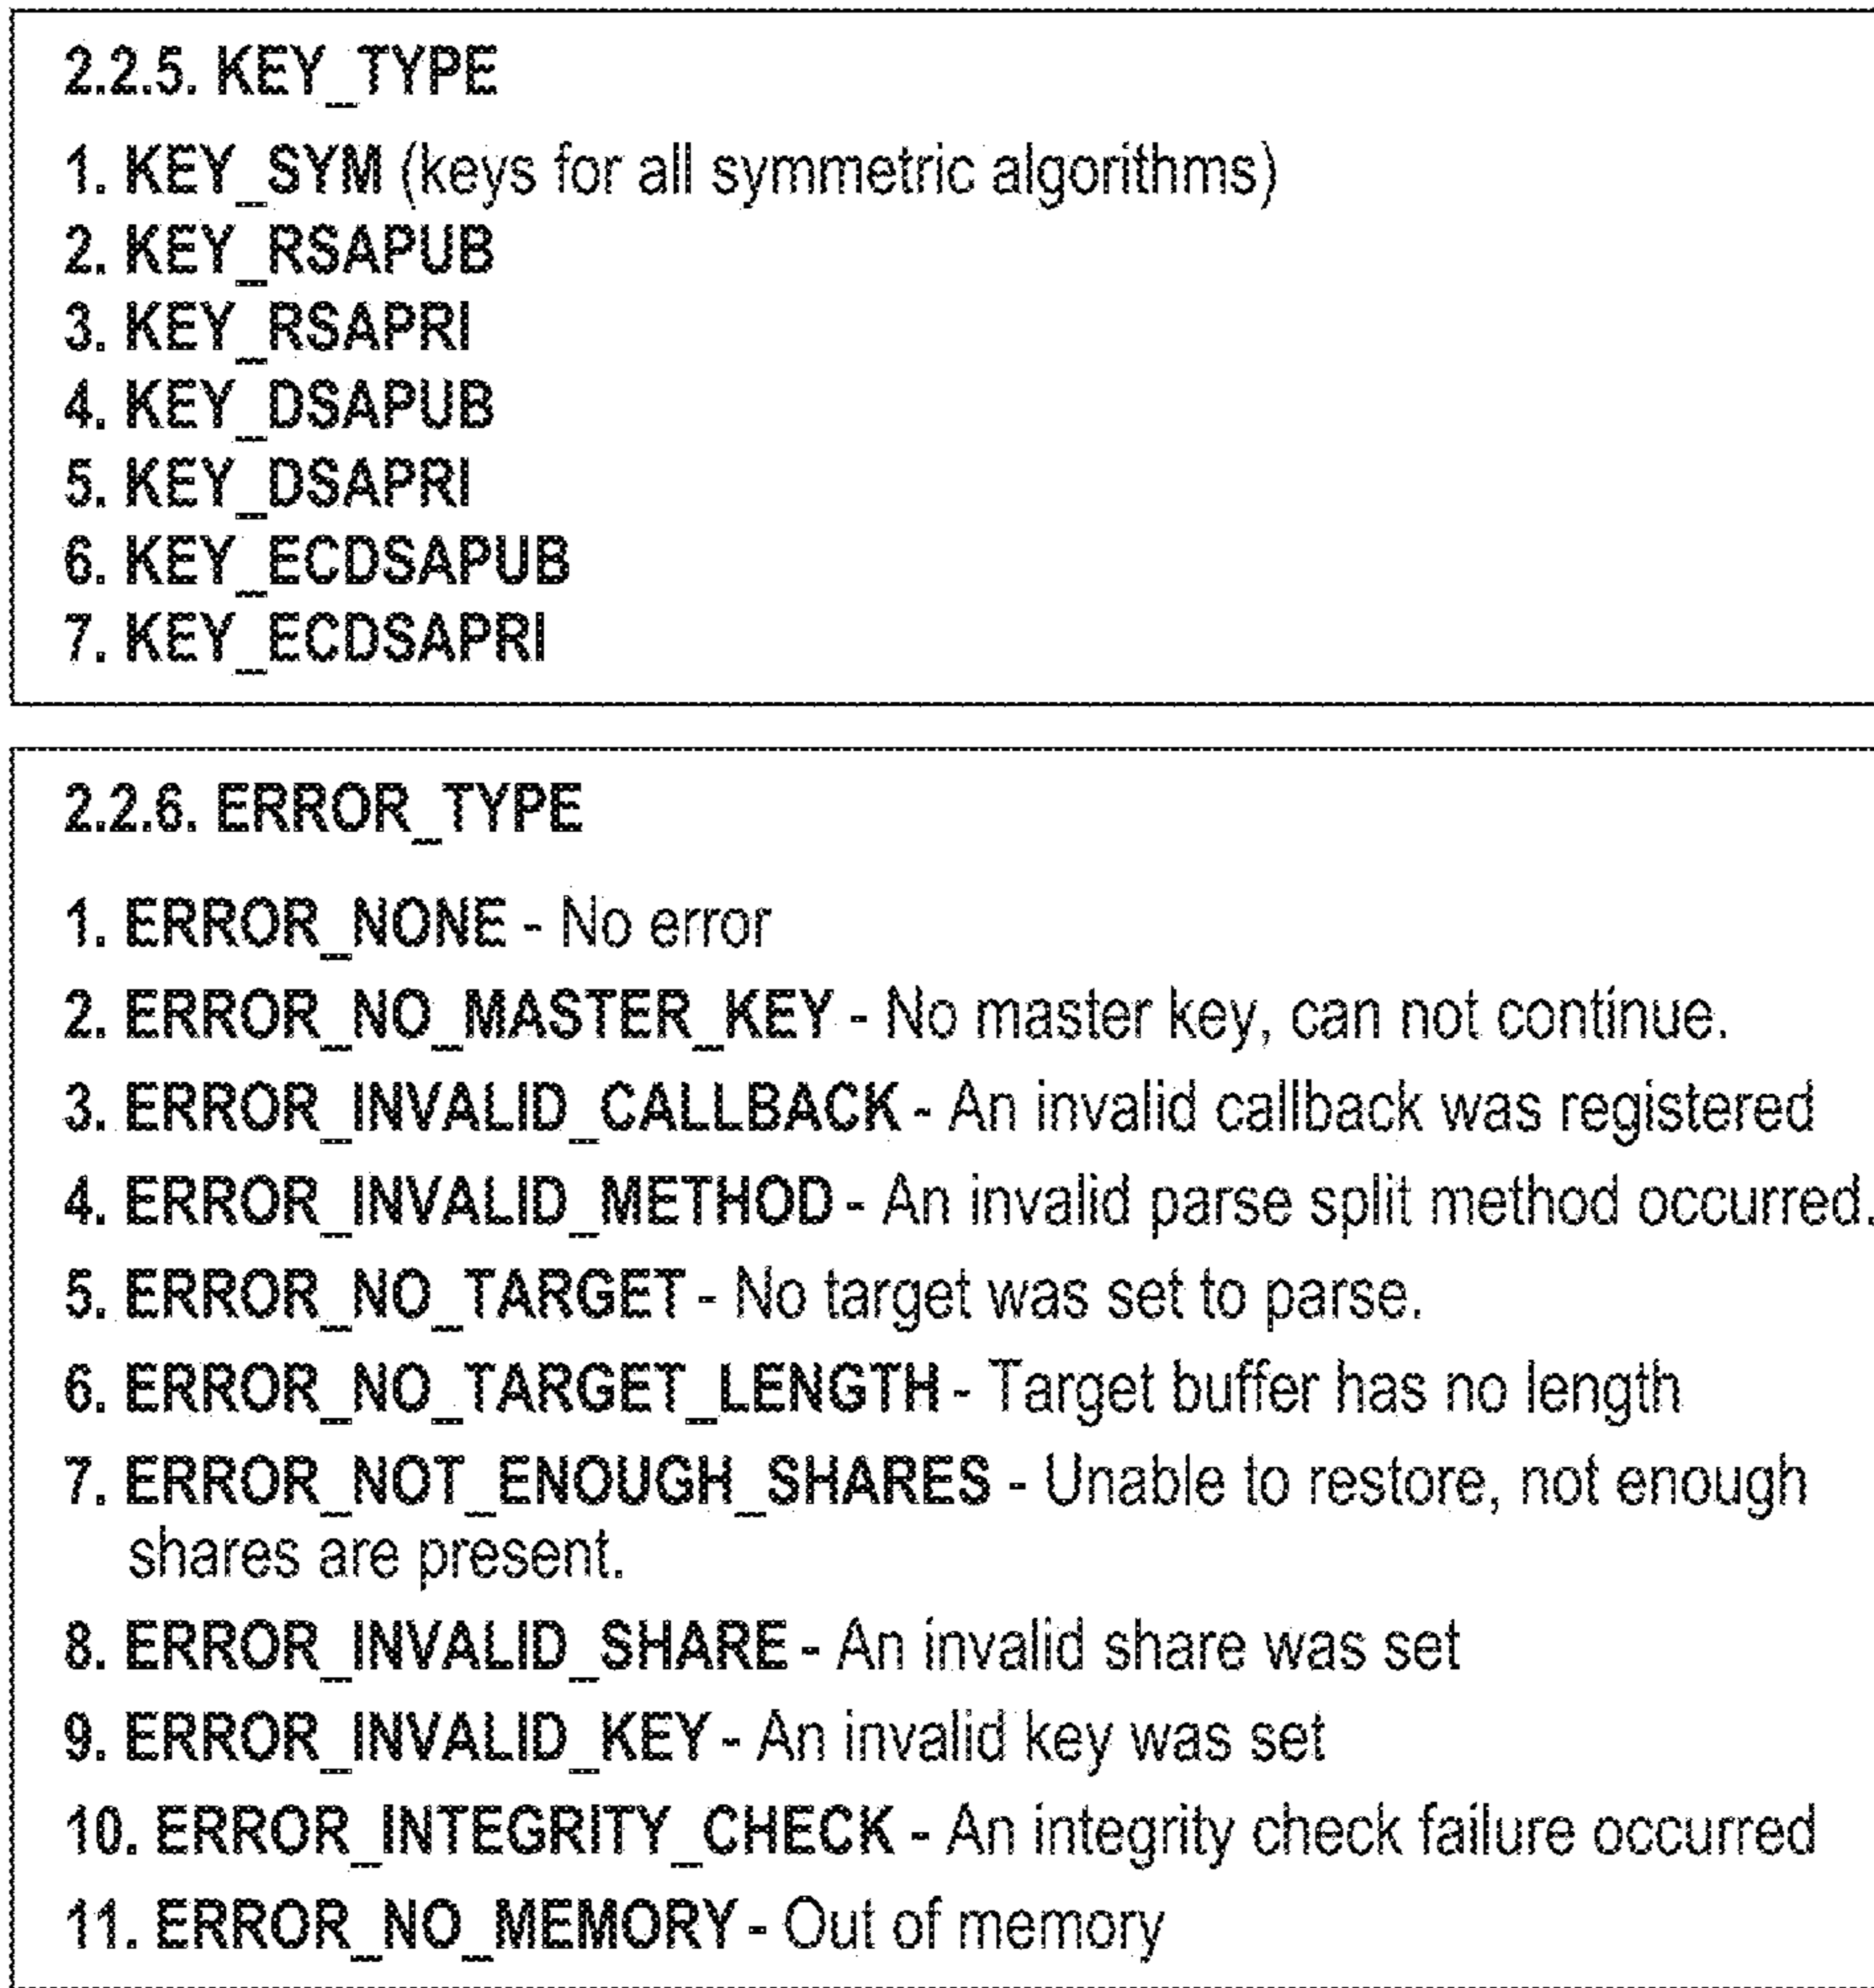 2.2.5. KEY_TYPE
1. KEY_SYM (keys for all symmetric algorithms)
2. KEY_RSAPUB
3. KEY_RSAPRI
4. KEY_DSAPUB
5. KEY_DSAPRI
6. KEY_ECDSAPUB
7. KEY_ECDSAPRI
2.2.6. ERROR_TYPE
1. ERROR_NONE - No error
2. ERROR_NO_MASTER_KEY - No master key, can not continue.
3. ERROR_INVALID_CALLBACK - An invalid callback was registered
4. ERROR_INVALID_METHOD - An invalid parse split method occurred.
5. ERROR_NO_TARGET - No target was set to parse.
6. ERROR_NO_TARGET_LENGTH - Target buffer has no length
7. ERROR_NOT_ENOUGH_SHARES - Unable to restore, not enough
shares are present.
8. ERROR_INVALID_SHARE - An invalid share was set
9. ERROR_INVALID_KEY - An invalid key was set
10. ERROR_INTEGRITY_CHECK - An integrity check failure occurred
11. ERROR_NO_MEMORY - Out of memory